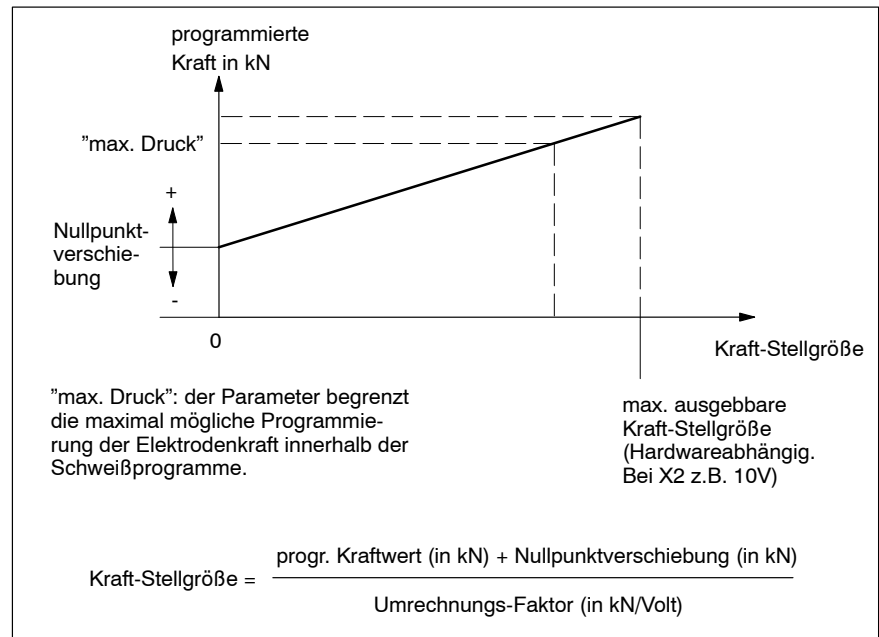 programmierte
Kraft in kN
”max. Druck”
+
Nullpunkt-
verschie-
bung
-
0
Kraft-Stellgröße
”max. Druck”: der Parameter begrenzt
die maximal mögliche Programmie-
rung der Elektrodenkraft innerhalb der
Schweißprogramme.
max. ausgebbare
Kraft-Stellgröße
(Hardwareabhängig.
Bei X2 z.B. 10V)
progr. Kraftwert (in kN) + Nullpunktverschiebung (in kN)
Kraft-Stellgröße =
Umrechnungs-Faktor (in kN/Volt)